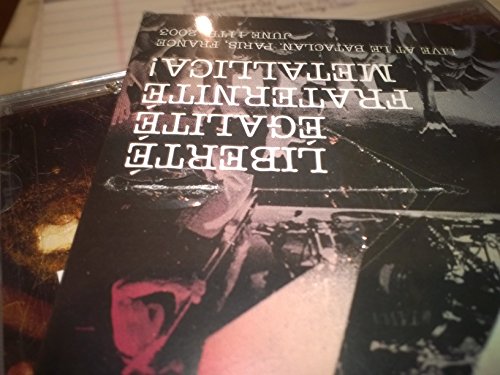 LIBERTÉ
ÉGALITÉ
FRATERNITÉ
METALLICA!
LIVE AT LE BATACLAN. PARIS, FRANCE
JUNE 11TH, 2003